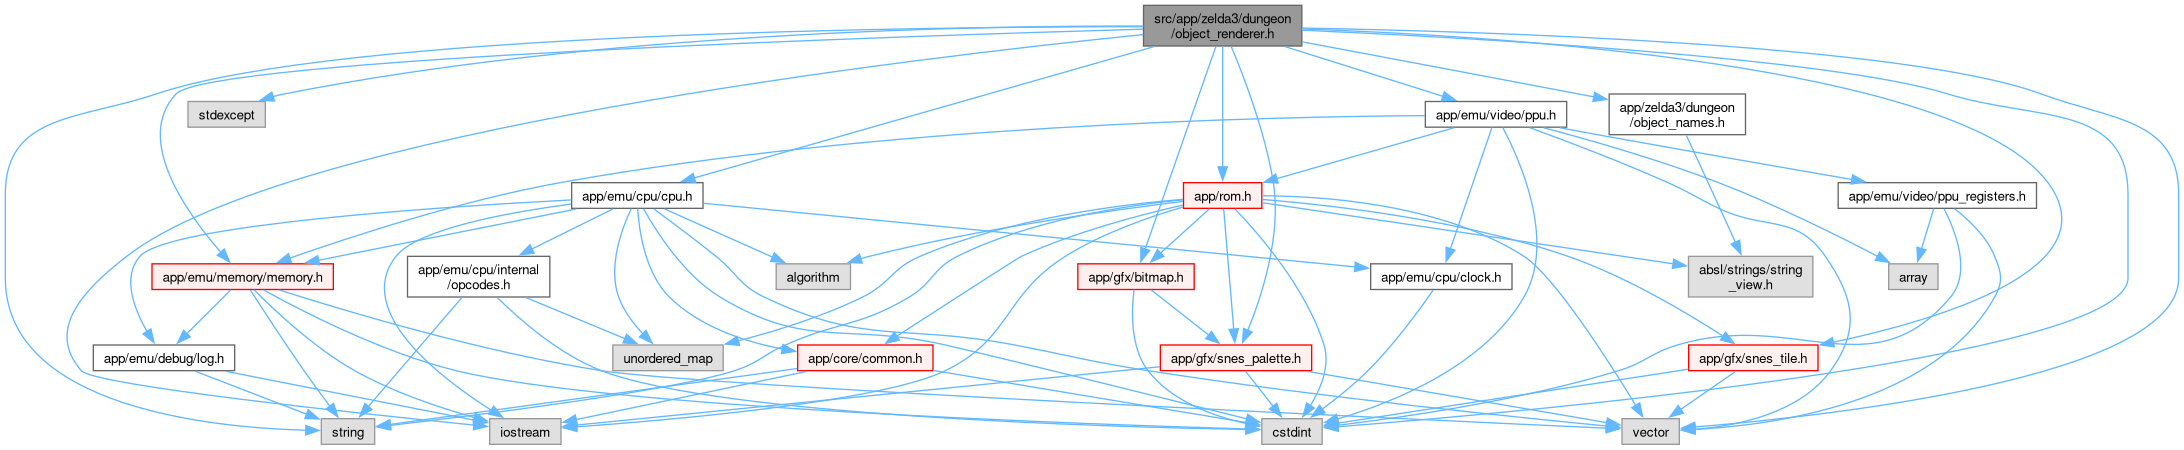 src/app/zelda3/dungeon
/object_renderer.h
stdexcept
app/emu/video/ppu.h
app/zelda3/dungeon
/object_names.h
app/emu/cpu/cpu.h
app/rom.h
app/emu/video/ppu_registers.h
app/emu/memory/memory.h
app/emu/cpu/internal
/opcodes.h
algorithm
app/gfx/bitmap.h
app/emu/cpu/clock.h
absl/strings/string
_view.h
array
app/emu/debug/log.h
unordered_map
app/core/common.h
app/gfx/snes_palette.h
app/gfx/snes_tile.h
string
iostream
cstdint
vector